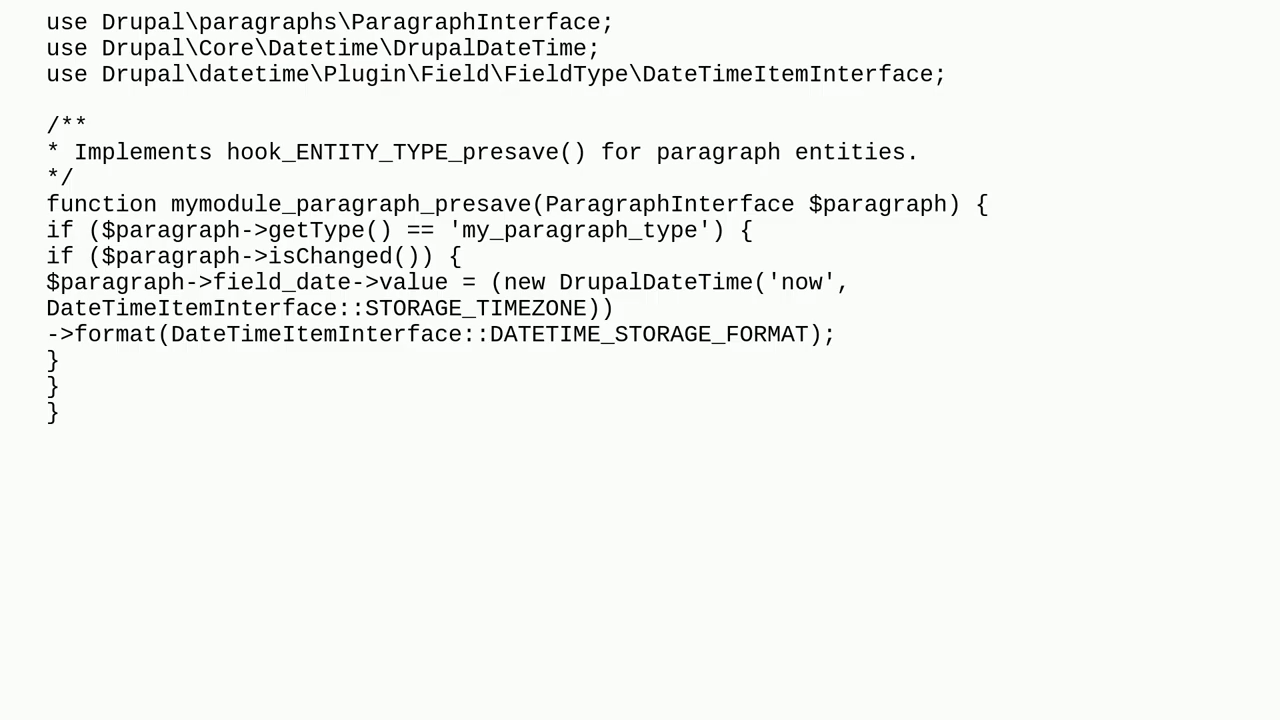 use Drupal\paragraphs\ParagraphInterface;
use Drupal\Core\Datetime\DrupalDateTime;
use Drupal\datetime\Plugin\Field\FieldType\DateTimeItemInterface;

/**
* Implements hook_ENTITY_TYPE_presave() for paragraph entities.
*/
function mymodule_paragraph_presave(ParagraphInterface $paragraph) {
if ($paragraph->getType() == 'my_paragraph_type') {
if ($paragraph->isChanged()) {
$paragraph->field_date->value = (new DrupalDateTime('now',
DateTimeItemInterface::STORAGE_TIMEZONE))
->format(DateTimeItemInterface::DATETIME_STORAGE_FORMAT);
}
}
}